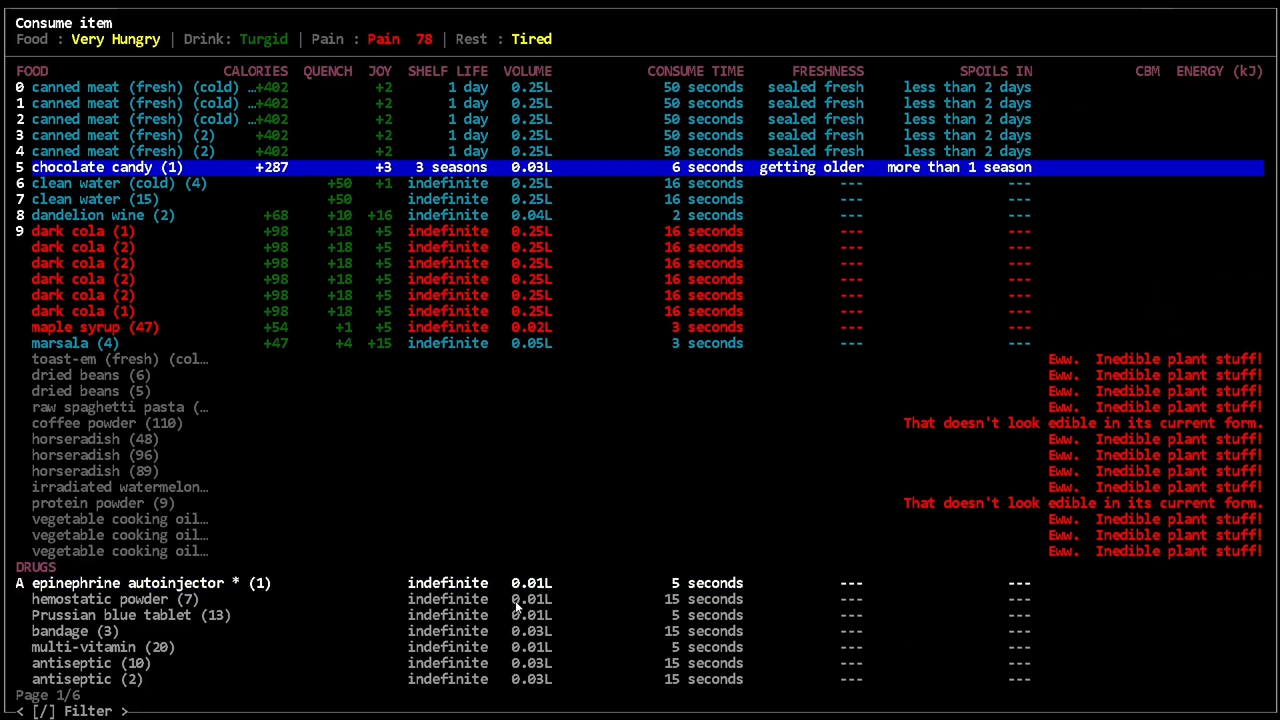 Consume item
Food : Very Hungry | Drink: Turgid | Pain : Pain 78 | Rest : Tired
FOOD CALORIES QUENCH JOY SHELF LIFE VOLUME CONSUME TIME FRESHNESS SPOILS IN CBM ENERGY (kJ)
0 canned meat (fresh) (cold) …+402 +2 1 day 0.25L 50 seconds sealed fresh less than 2 days
1 canned meat (fresh) (cold) …+402 +2 1 day 0.25L 50 seconds sealed fresh less than 2 days
2 canned meat (fresh) (cold) …+402 +2 1 day 0.25L 50 seconds sealed fresh less than 2 days
3 canned meat (fresh) (2) +402 +2 1 day 0.25L 50 seconds sealed fresh less than 2 days
4 canned meat (fresh) (2) +402 +2 1 day 0.25L 50 seconds sealed fresh less than 2 days
5 chocolate candy (1) +287 +3 3 seasons 0.03L 6 seconds getting older more than 1 season
6 clean water (cold) (4) +50 +1 indefinite 0.25L 16 seconds --- ---
7 clean water (15) +50 indefinite 0.25L 16 seconds --- ---
8 dandelion wine (2) +68 +10 +16 indefinite 0.04L 2 seconds --- ---
9 dark cola (1) +98 +18 +5 indefinite 0.25L 16 seconds --- ---
dark cola (2) +98 +18 +5 indefinite 0.25L 16 seconds --- ---
dark cola (2) +98 +18 +5 indefinite 0.25L 16 seconds --- ---
dark cola (2) +98 +18 +5 indefinite 0.25L 16 seconds --- ---
dark cola (2) +98 +18 +5 indefinite 0.25L 16 seconds --- ---
dark cola (1) +98 +18 +5 indefinite 0.25L 16 seconds --- ---
maple syrup (47) +54 +1 +5 indefinite 0.02L 3 seconds --- ---
marsala (4) +47 +4 +15 indefinite 0.05L 3 seconds --- ---
toast-em (fresh) (col… Eww. Inedible plant stuff!
dried beans (6) Eww. Inedible plant stuff!
dried beans (5) Eww. Inedible plant stuff!
raw spaghetti pasta (… Eww. Inedible plant stuff!
coffee powder (110) That doesn't look edible in its current form.
horseradish (48) Eww. Inedible plant stuff!
horseradish (96) Eww. Inedible plant stuff!
horseradish (89) Eww. Inedible plant stuff!
irradiated watermelon… Eww. Inedible plant stuff!
protein powder (9) That doesn't look edible in its current form.
vegetable cooking oil… Eww. Inedible plant stuff!
vegetable cooking oil… Eww. Inedible plant stuff!
vegetable cooking oil… Eww. Inedible plant stuff!
DRUGS
A epinephrine autoinjector * (1) indefinite 0.01L 5 seconds --- ---
hemostatic powder (7) indefinite 0.01L 15 seconds --- ---
Prussian blue tablet (13) indefinite 0.01L 5 seconds --- ---
bandage (3) indefinite 0.03L 15 seconds --- ---
multi-vitamin (20) indefinite 0.01L 5 seconds --- ---
antiseptic (10) indefinite 0.03L 15 seconds --- ---
antiseptic (2) indefinite 0.03L 15 seconds --- ---
Page 1/6
< [/] Filter >